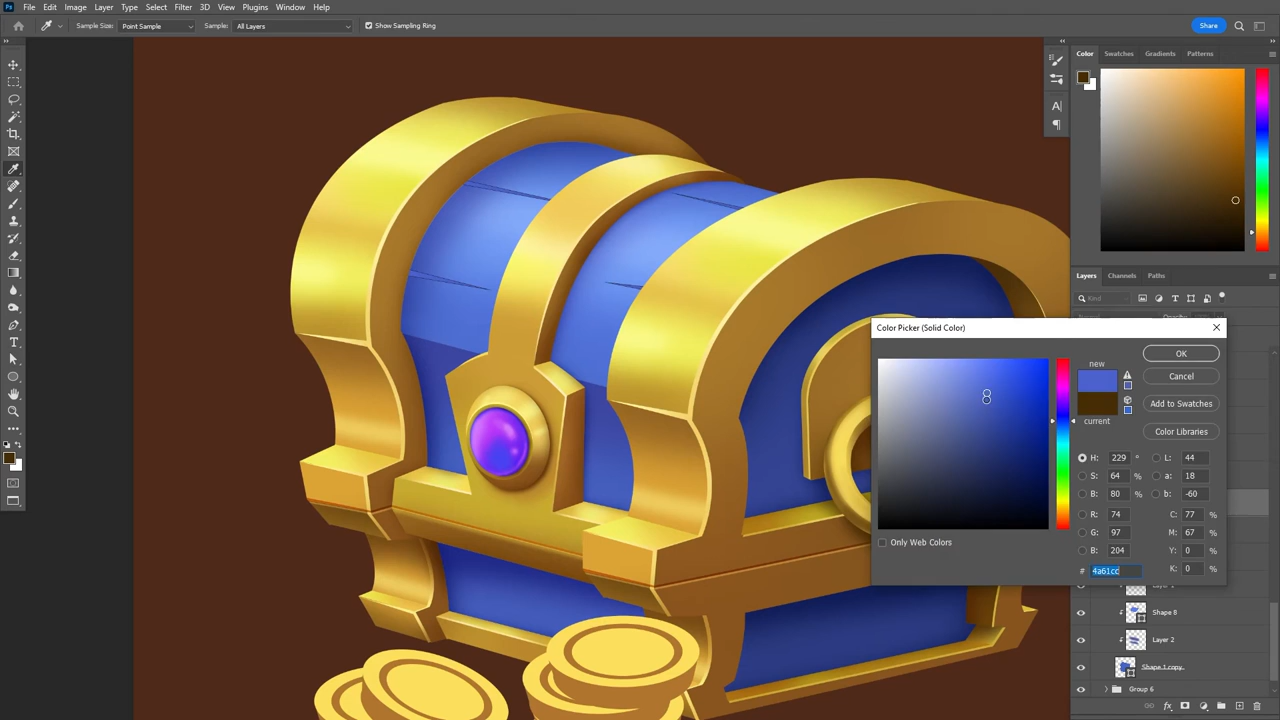 Ps File Edit Image Layer Type Select Filter 3D View Plugins Window Help
Sample Size: Point Sample Sample: All Layers Show Sampling Ring Share
Color Swatches Gradients Patterns
A|
Layers Channels Paths
Kind
Color Picker (Solid Color)
new
current
OK
Cancel
Add to Swatches
Color Libraries
H: 229 ° L: 44
S: 64 % a: 18
B: 80 % b: -60
R: 74 C: 77 %
G: 97 M: 67 %
B: 204 Y: 0 %
# 4a61cc K: 0 %
Only Web Colors
Shape 8
Layer 2
Shape 1 copy
Group 6
fx
T